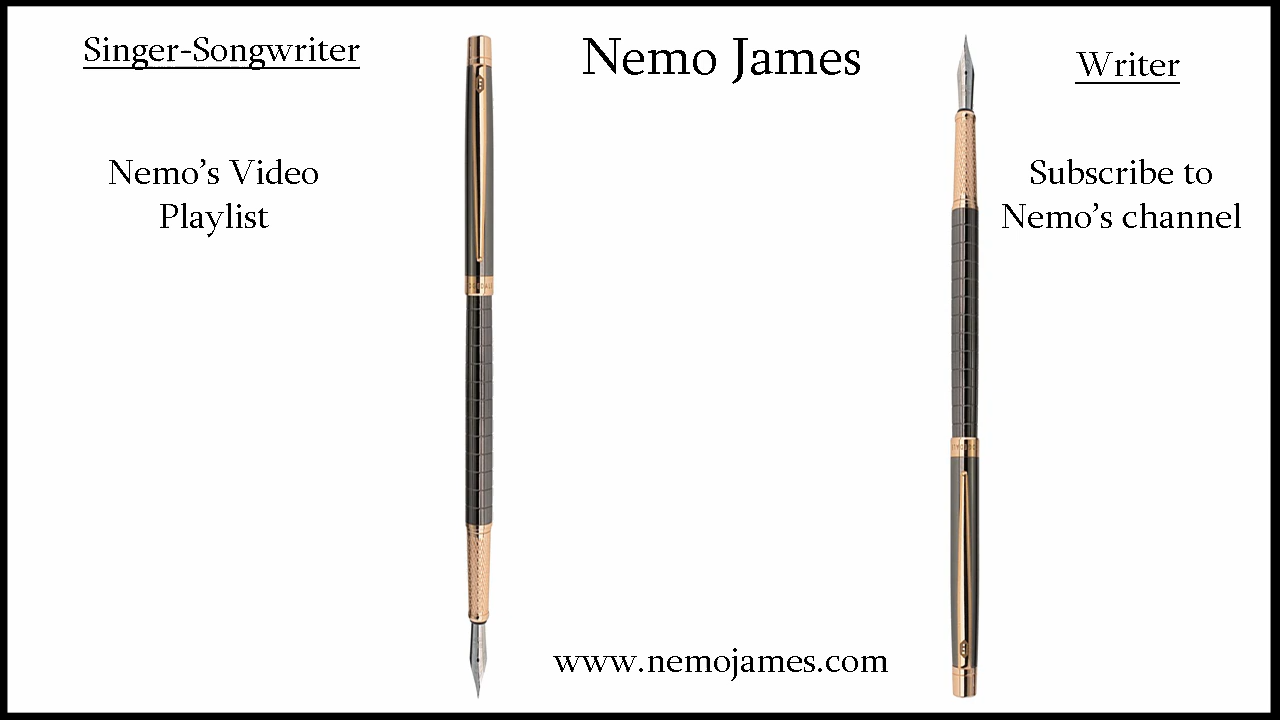 Singer-Songwriter
Nemo James
Writer
Nemo's Video
Playlist
Subscribe to
Nemo's channel
www.nemojames.com